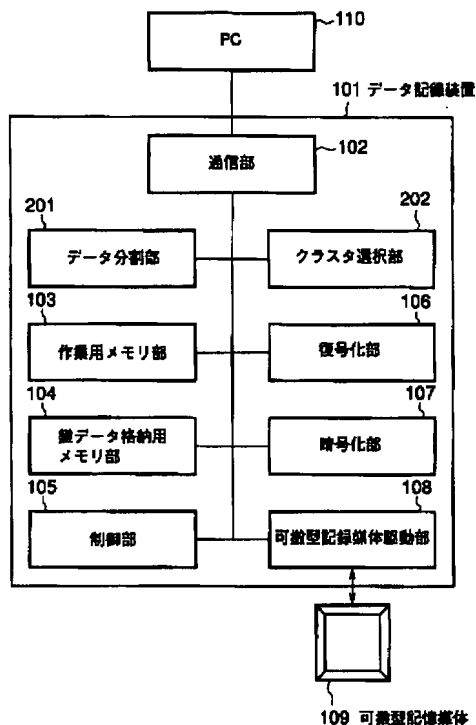 110
PC
101 データ記録装置
通信部
102
201
データ分割部
202
クラスタ選択部
103
作業用メモリ部
106
復号化部
104
鍵データ格納用
メモリ部
107
暗号化部
105
制御部
108
可搬型記録媒体駆動部
109 可搬型記憶媒体